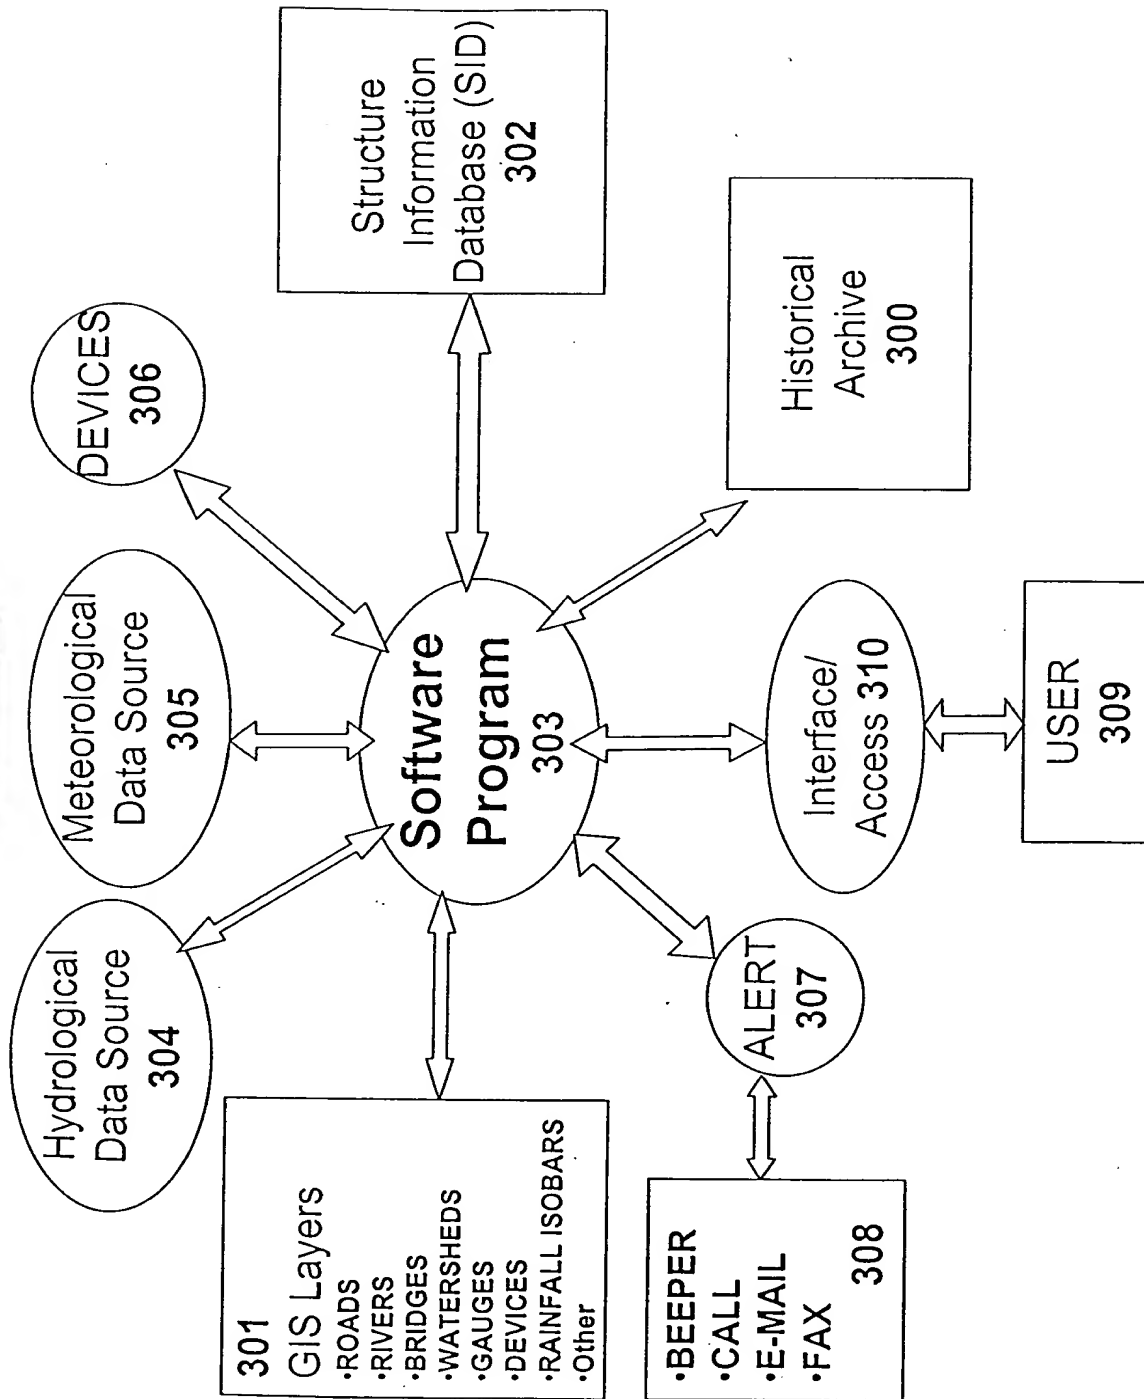 Hydrological
Data Source
304
Meteorological
Data Source
305
DEVICES
306
301
GIS Layers
•ROADS
•RIVERS
•BRIDGES
•WATERSHEDS
•GAUGES
•DEVICES
•RAINFALL ISOBARS
•Other
Software
Program
303
Structure
Information
Database (SID)
302
•BEEPER
•CALL
•E-MAIL
•FAX
308
ALERT
307
Interface/
Access 310
Historical
Archive
300
USER
309